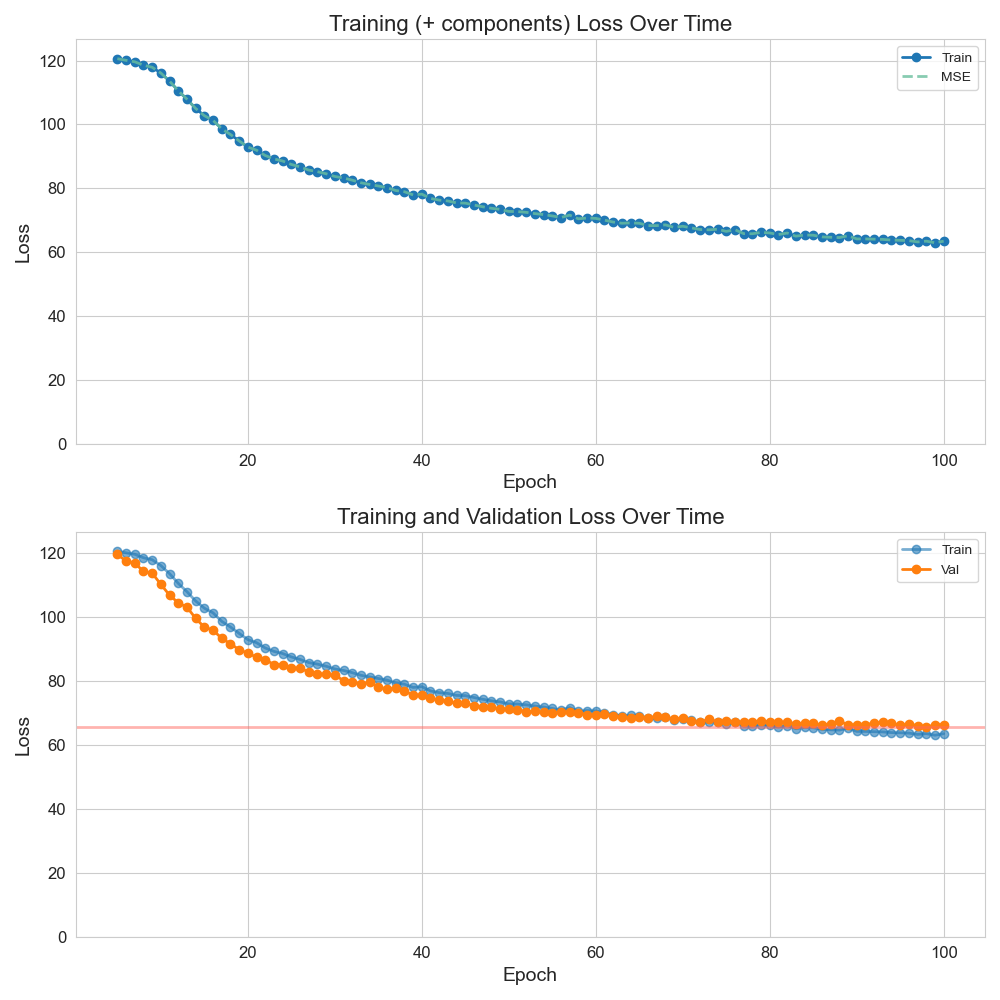 Training (+ components) Loss Over Time
Train
MSE
Loss
120
100
80
60
40
20
0
20 40 60 80 100
Epoch
Training and Validation Loss Over Time
Train
Val
Loss
120
100
80
60
40
20
0
20 40 60 80 100
Epoch